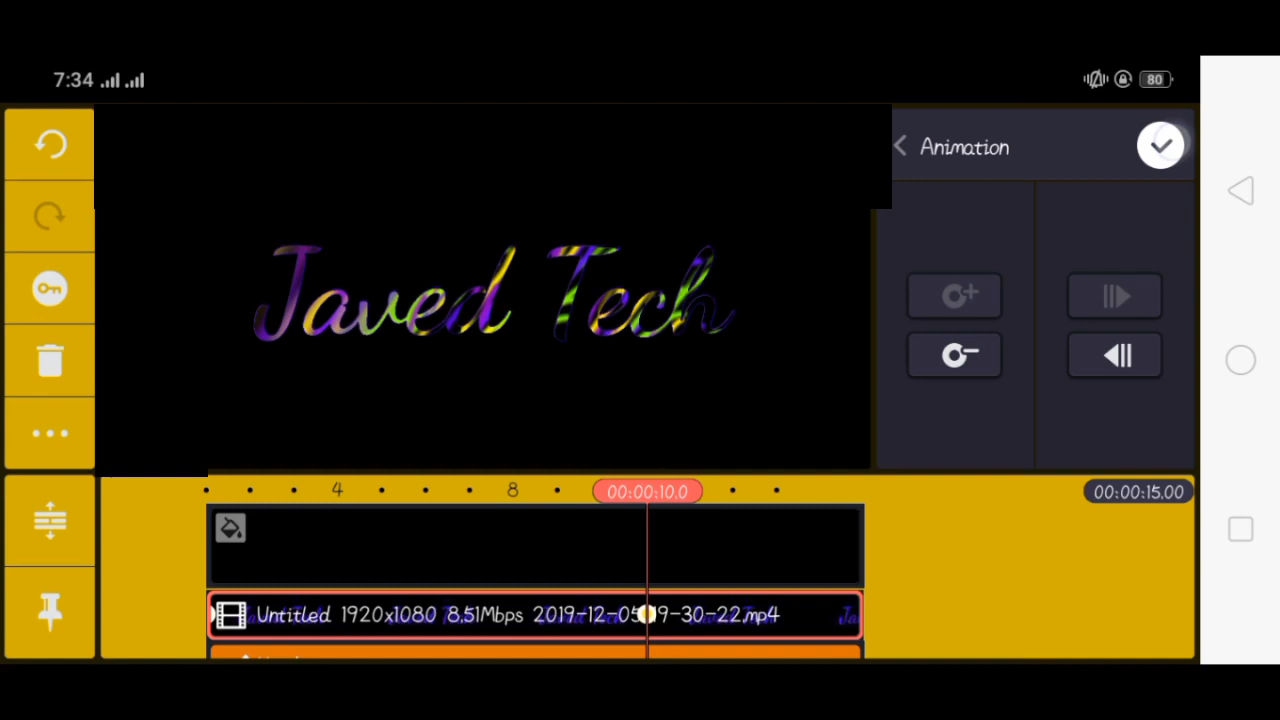 7:34
80
Animation
Javed Tech
4
8
00:00:10.0
00:00:15.00
Untitled 1920x1080 8.51Mbps 2019-12-05 19-30-22.mp4